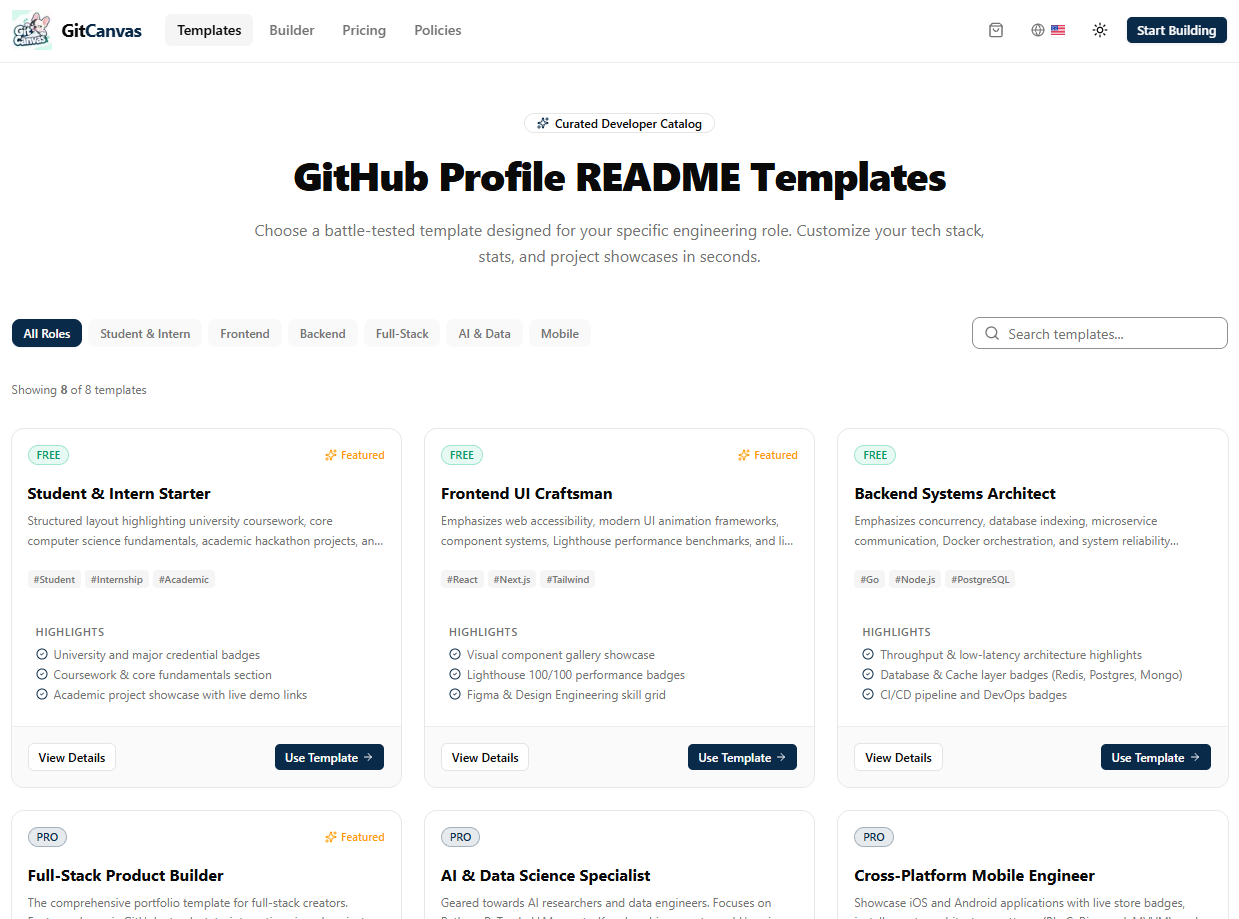 Git Canvas
GitCanvas
Templates
Builder
Pricing
Policies
Start Building
Curated Developer Catalog
GitHub Profile README Templates
Choose a battle-tested template designed for your specific engineering role. Customize your tech stack,
stats, and project showcases in seconds.
All Roles
Student & Intern
Frontend
Backend
Full-Stack
AI & Data
Mobile
Search templates...
Showing 8 of 8 templates
FREE
Featured
Student & Intern Starter
Structured layout highlighting university coursework, core
computer science fundamentals, academic hackathon projects, an...
#Student
#Internship
#Academic
HIGHLIGHTS
University and major credential badges
Coursework & core fundamentals section
Academic project showcase with live demo links
View Details
Use Template
FREE
Featured
Frontend UI Craftsman
Emphasizes web accessibility, modern UI animation frameworks,
component systems, Lighthouse performance benchmarks, and li...
#React
#Next.js
#Tailwind
HIGHLIGHTS
Visual component gallery showcase
Lighthouse 100/100 performance badges
Figma & Design Engineering skill grid
View Details
Use Template
FREE
Backend Systems Architect
Emphasizes concurrency, database indexing, microservice
communication, Docker orchestration, and system reliability...
#Go
#Node.js
#PostgreSQL
HIGHLIGHTS
Throughput & low-latency architecture highlights
Database & Cache layer badges (Redis, Postgres, Mongo)
CI/CD pipeline and DevOps badges
View Details
Use Template
PRO
Featured
Full-Stack Product Builder
The comprehensive portfolio template for full-stack creators.
PRO
AI & Data Science Specialist
Geared towards AI researchers and data engineers. Focuses on
PRO
Cross-Platform Mobile Engineer
Showcase iOS and Android applications with live store badges,